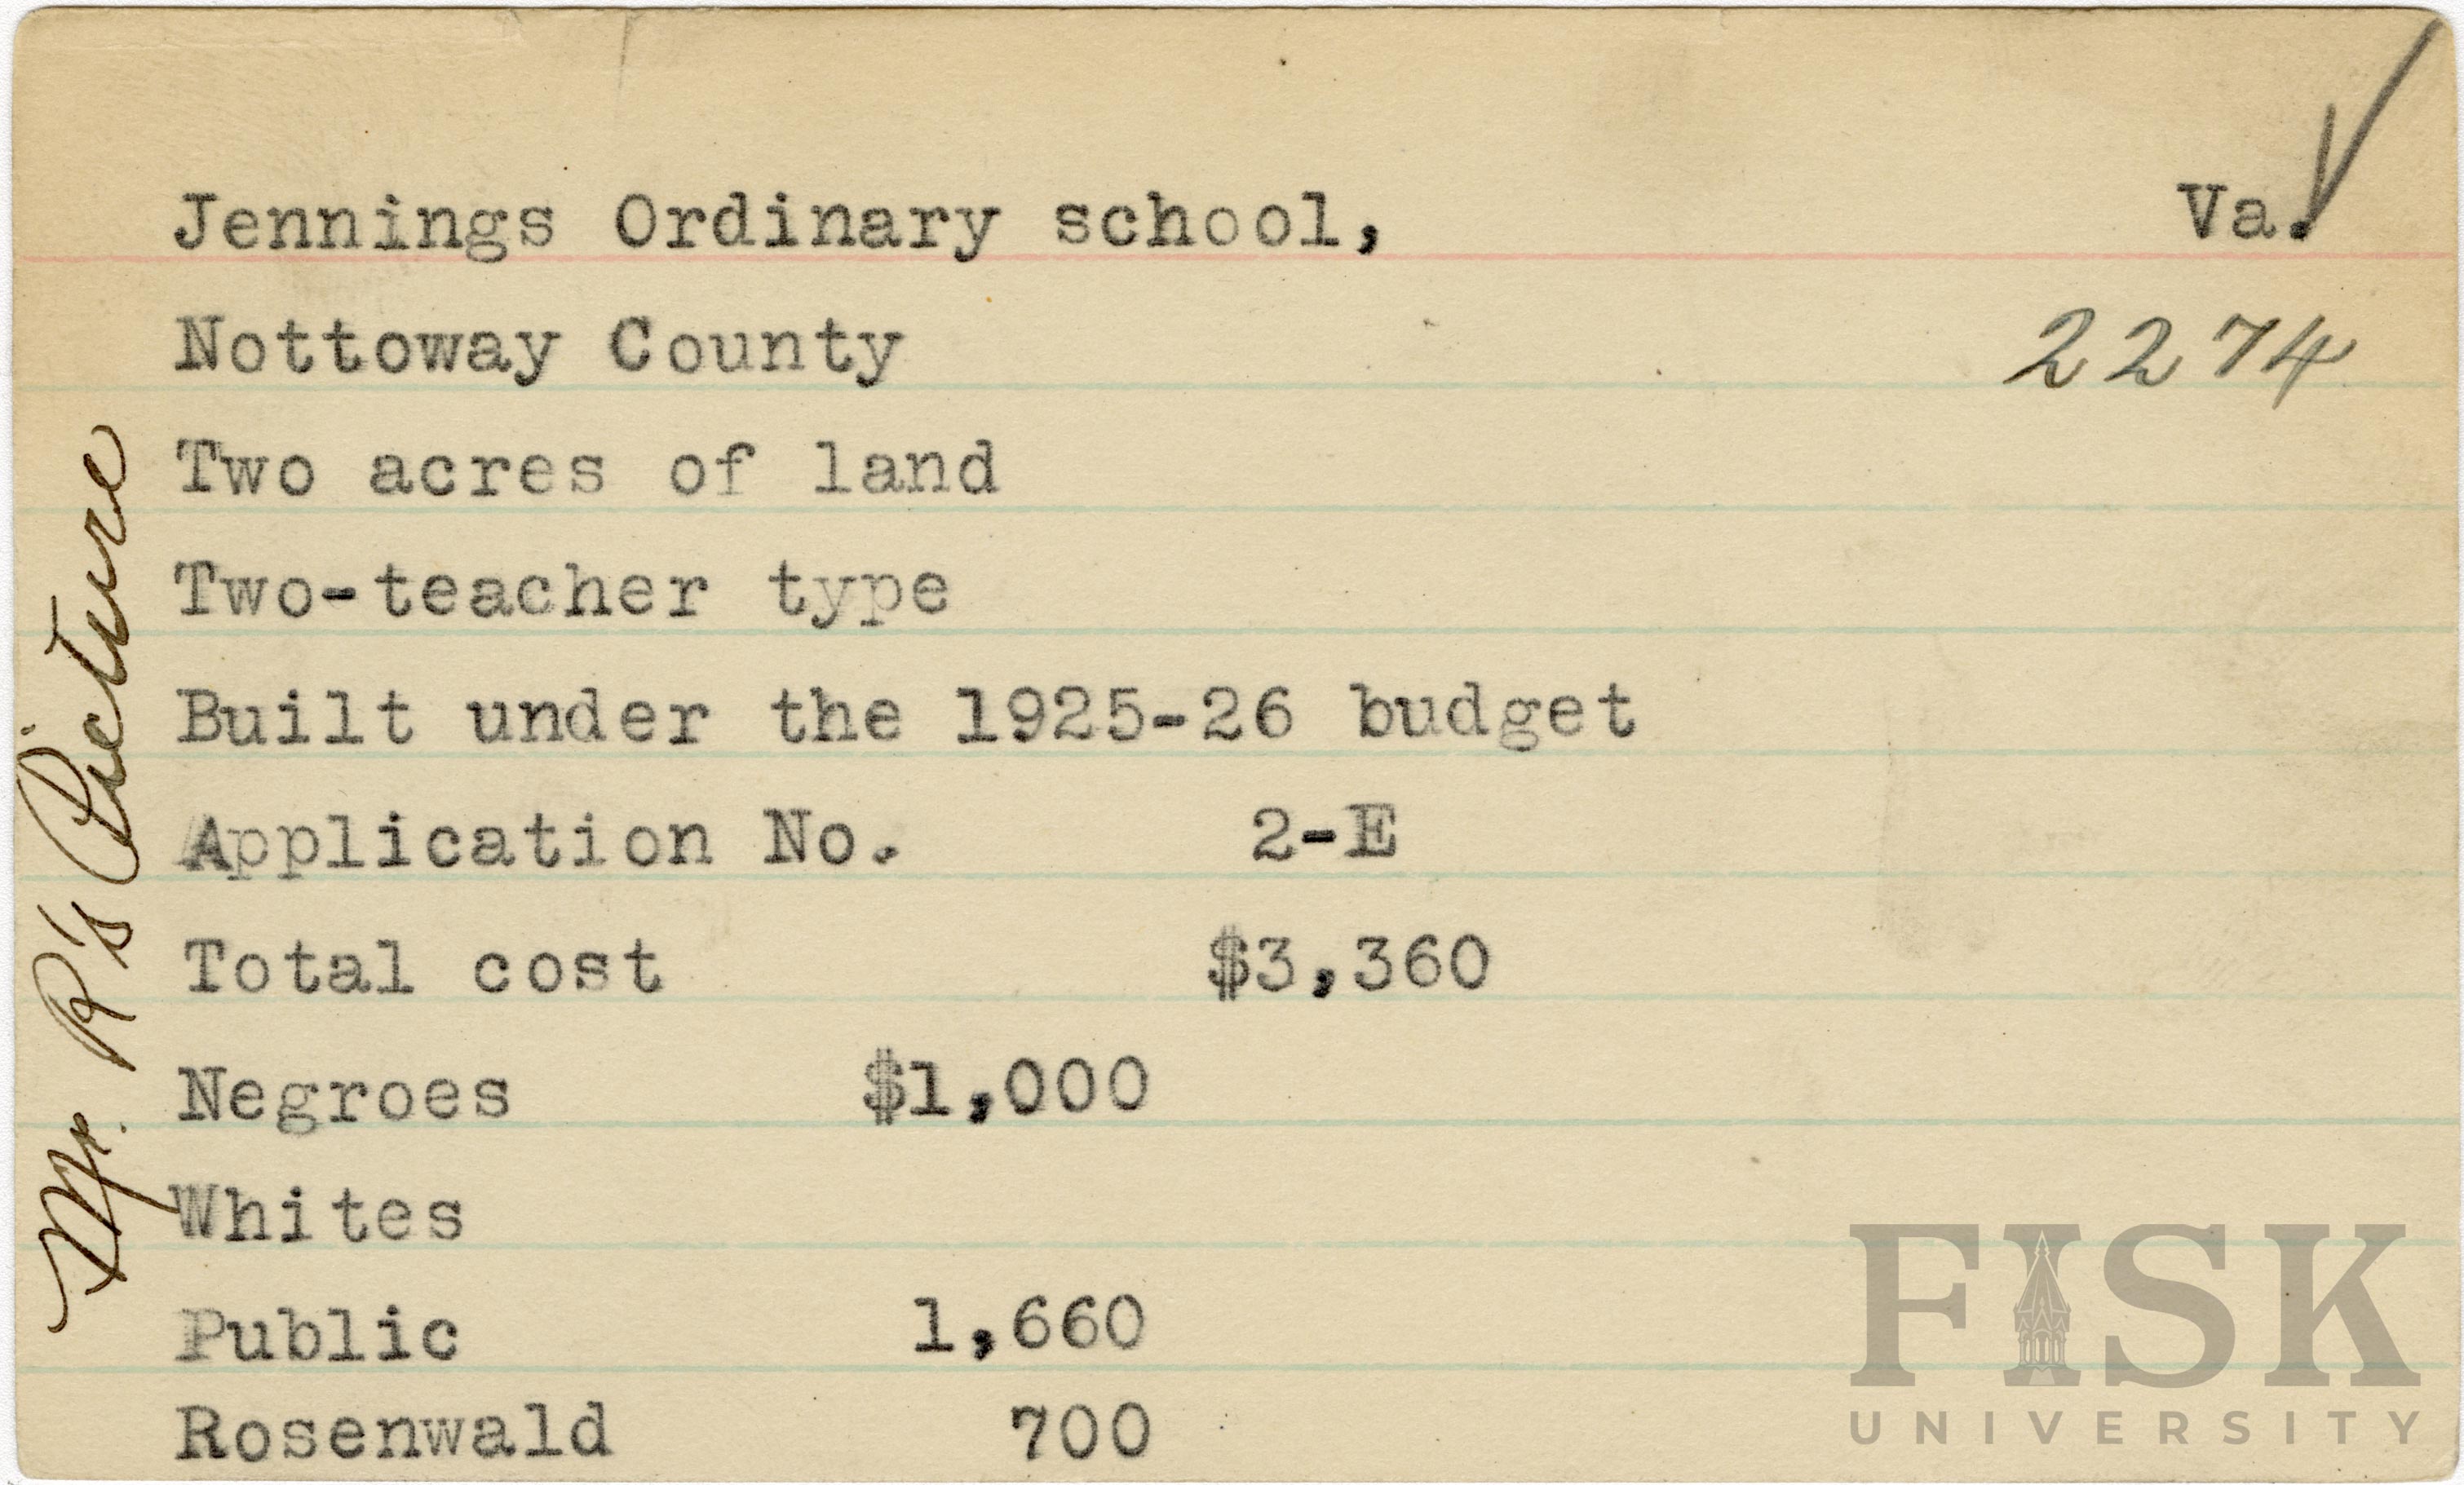 Jennings Ordinary school, Va.
Nottoway County 2274
Two acres of land
Two-teacher type
Built under the 1925-26 budget
Application No. 2-E
Total cost $3,360
Negroes $1,000
Whites
Public 1,660
Rosenwald 700
Mr. R's Picture
FISK
UNIVERSITY